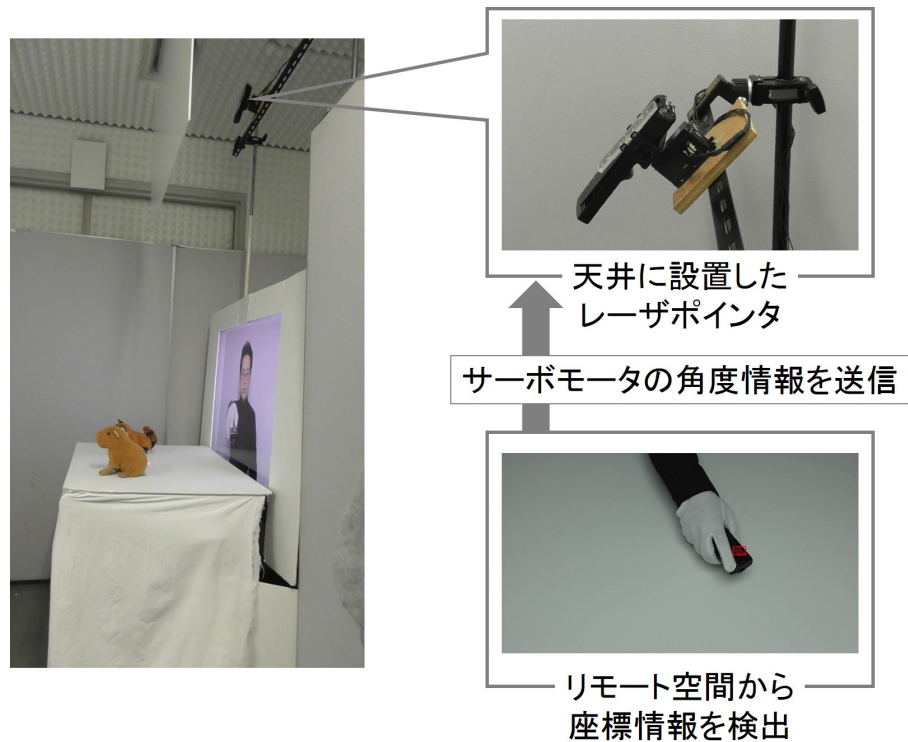 天井に設置した
レーザポインタ
サーボモータの角度情報を送信
リモート空間から
座標情報を検出